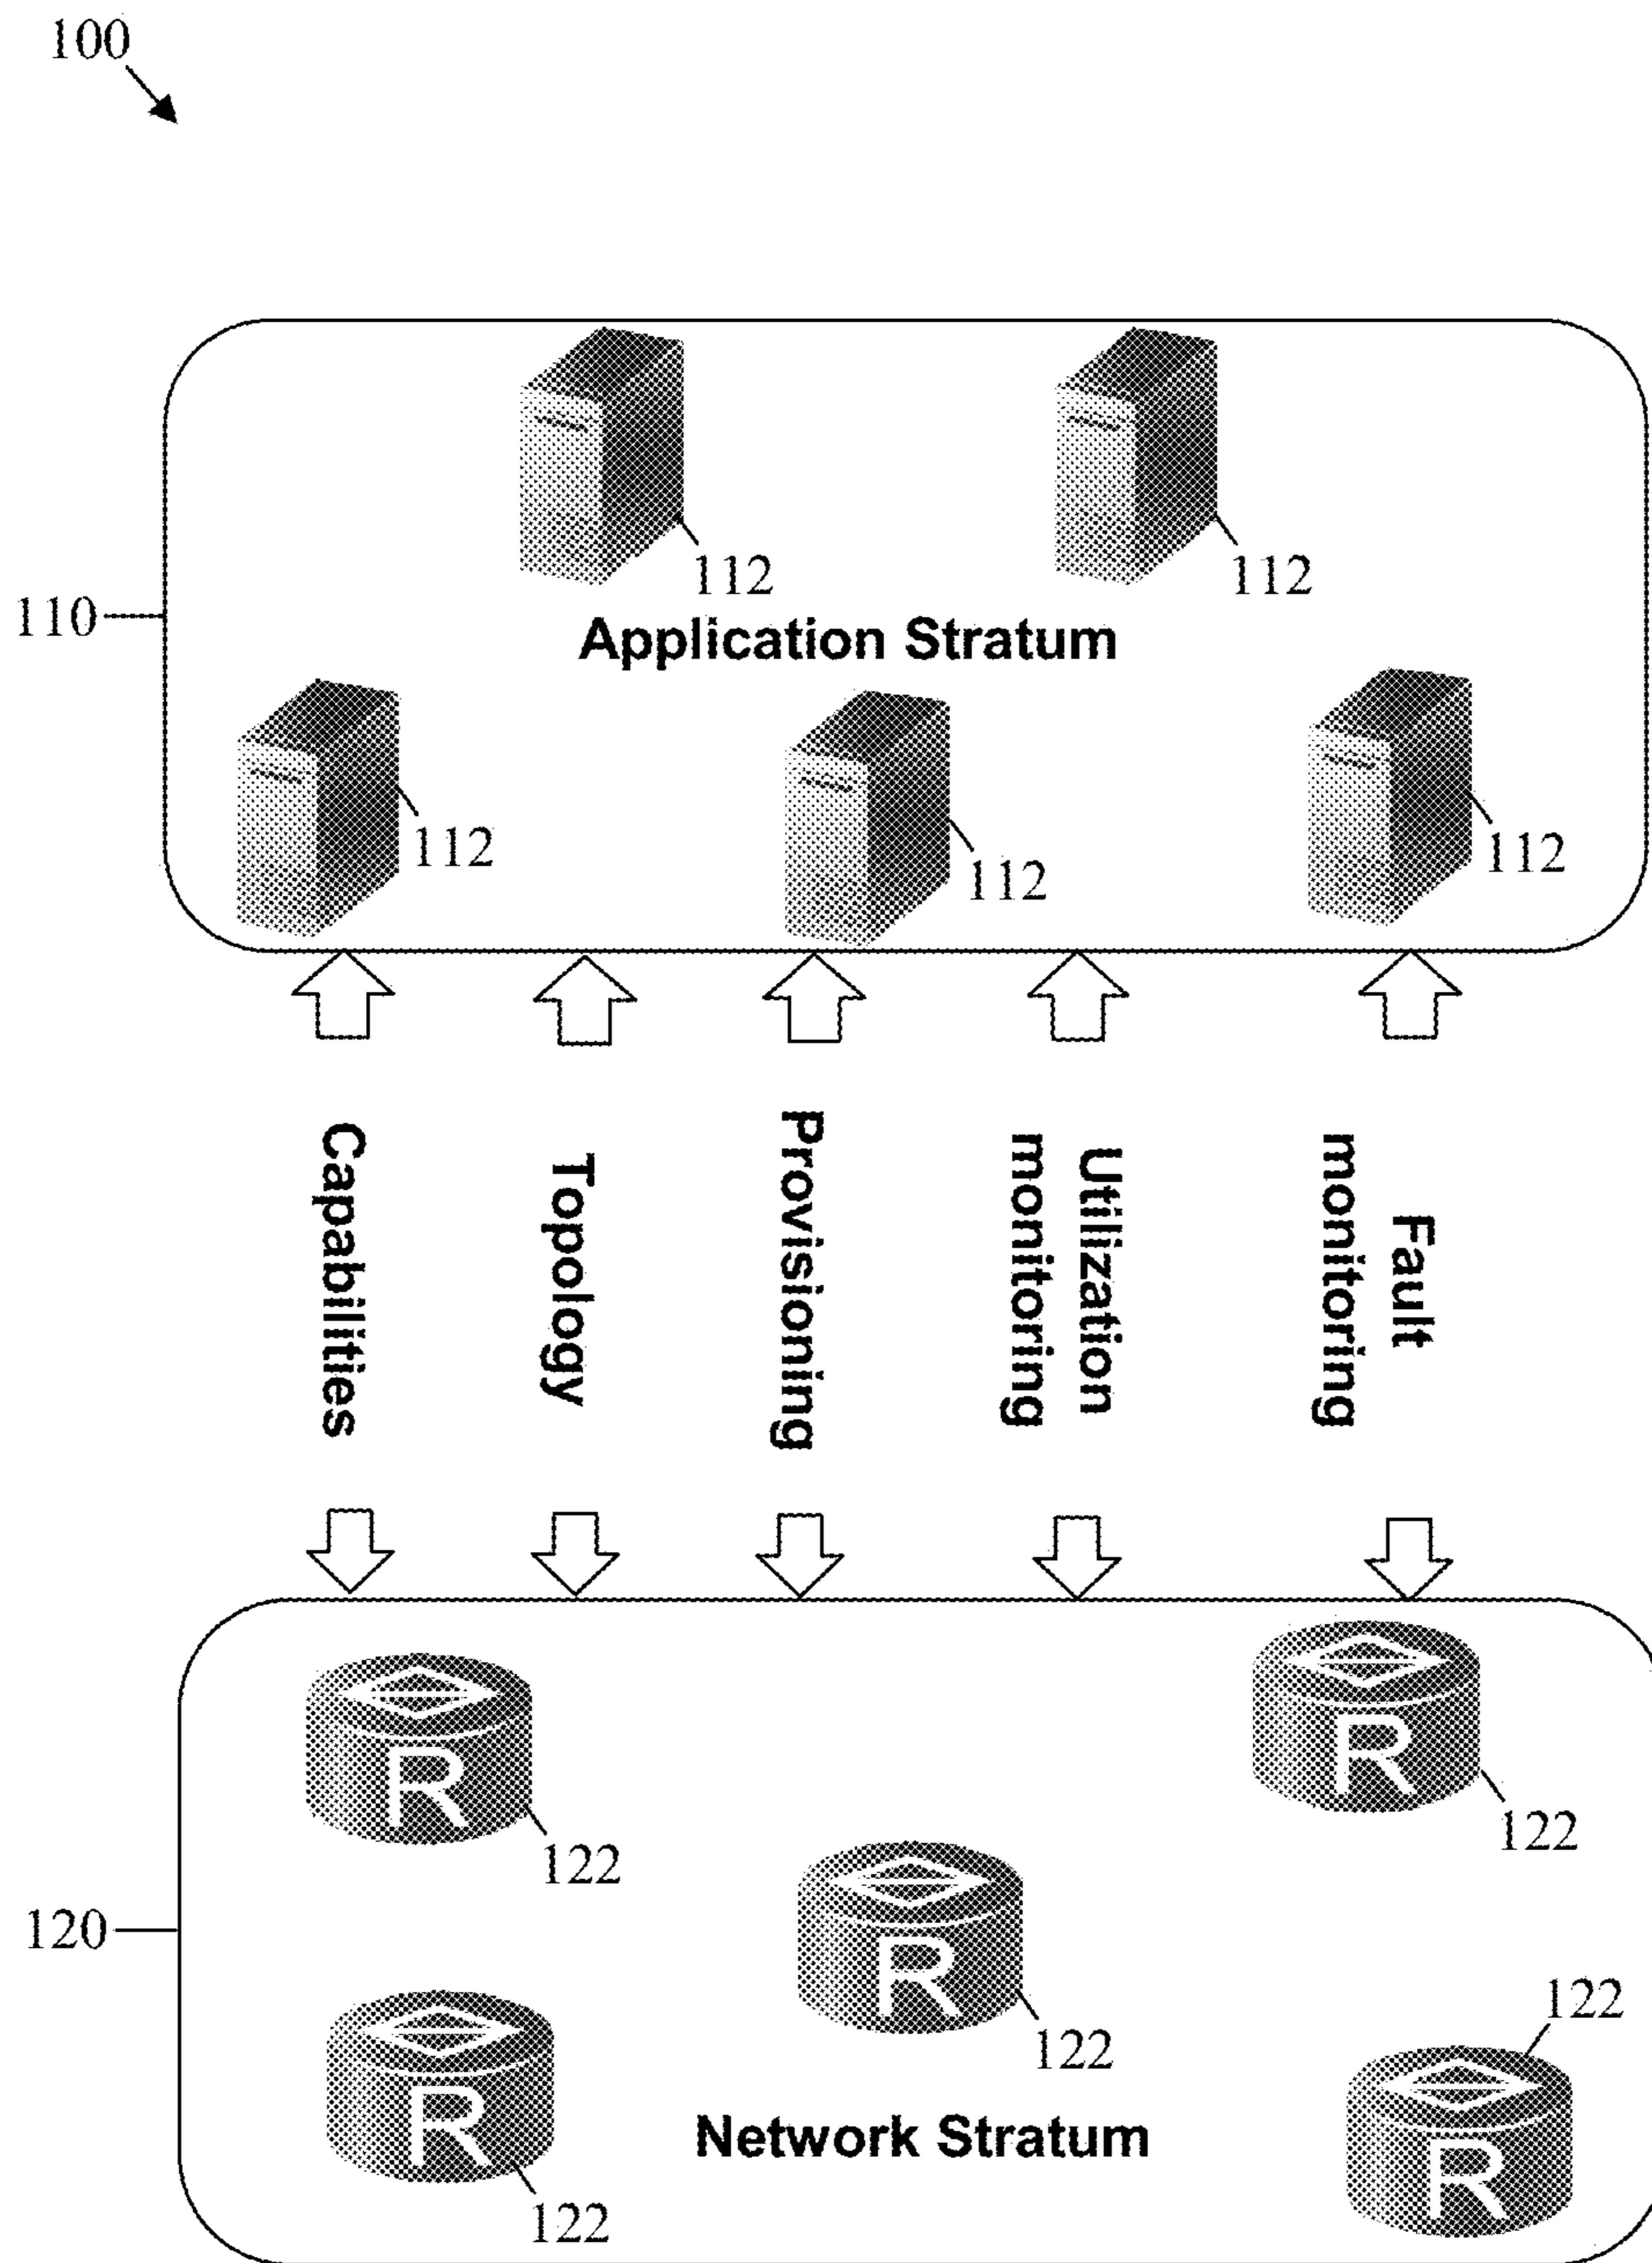 100
112
112
110
Application Stratum
112
112
112
Capabilities
Topology
Provisioning
Utilization
monitoring
Fault
monitoring
R
R
122
122
R
120
122
122
R
R
Network Stratum
122